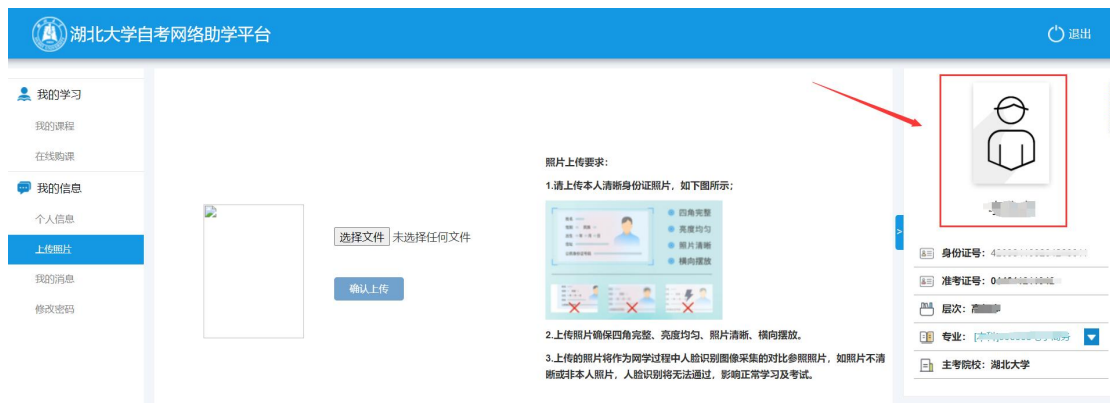 湖北大学自考网络助学平台
退出
我的学习
我的课程
在线购课
我的信息
个人信息
上传照片
我的消息
修改密码
选择文件 未选择任何文件
确认上传
照片上传要求：
1.请上传本人清晰身份证照片，如下图所示：
四角完整
亮度均匀
照片清晰
横向摆放
2.上传照片确保四角完整、亮度均匀、照片清晰、横向摆放。
3.上传的照片将作为网学过程中人脸识别图像采集的对比参照照片，如照片不清
晰或非本人照片，人脸识别将无法通过，影响正常学习及考试。
>
身份证号：
准考证号：
层次：
专业：
主考院校：湖北大学